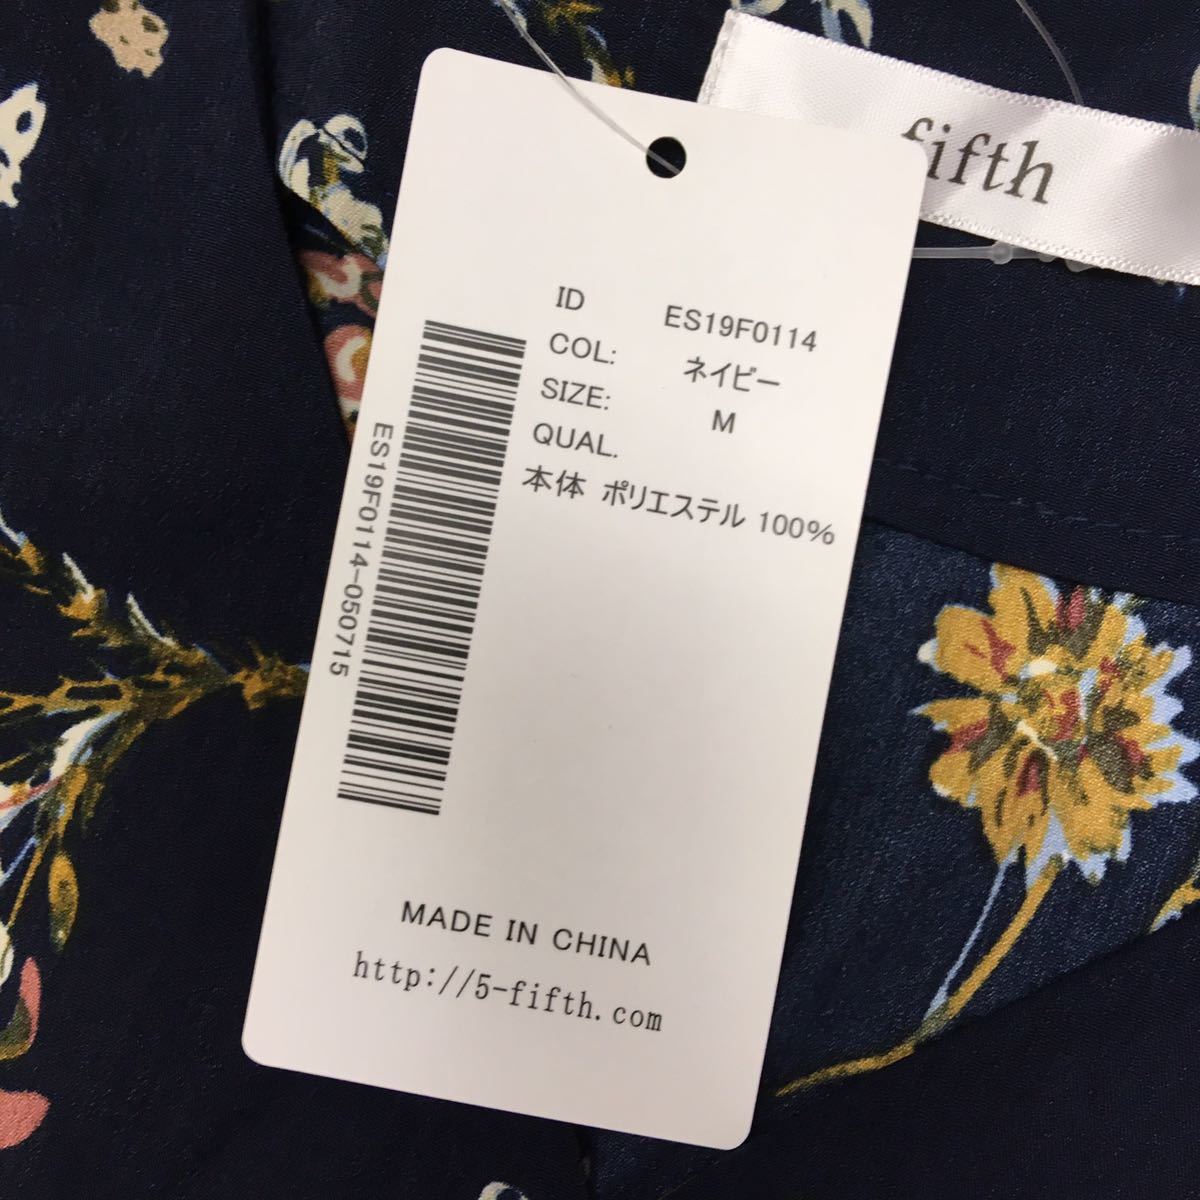 fifth
ID ES19F0114
COL: ネイビー
SIZE: M
QUAL.
本体 ポリエステル 100%
ES19F0114-050715
MADE IN CHINA
http://5-fifth.com